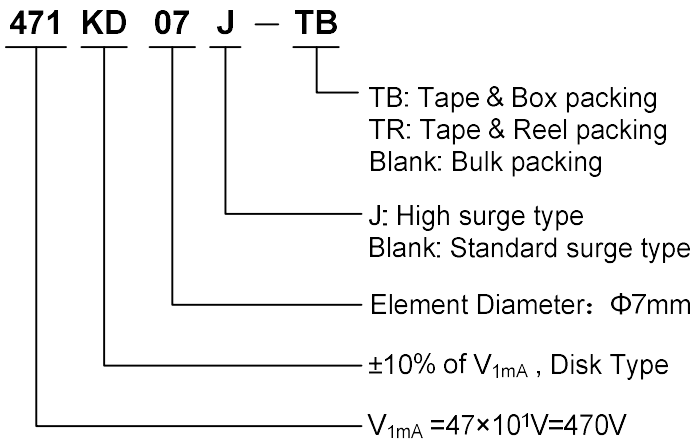 471 KD 07 J – TB
TB: Tape & Box packing
TR: Tape & Reel packing
Blank: Bulk packing
J: High surge type
Blank: Standard surge type
Element Diameter：Φ7mm
±10% of V₁ₘA , Disk Type
V₁ₘA =47×10¹V=470V